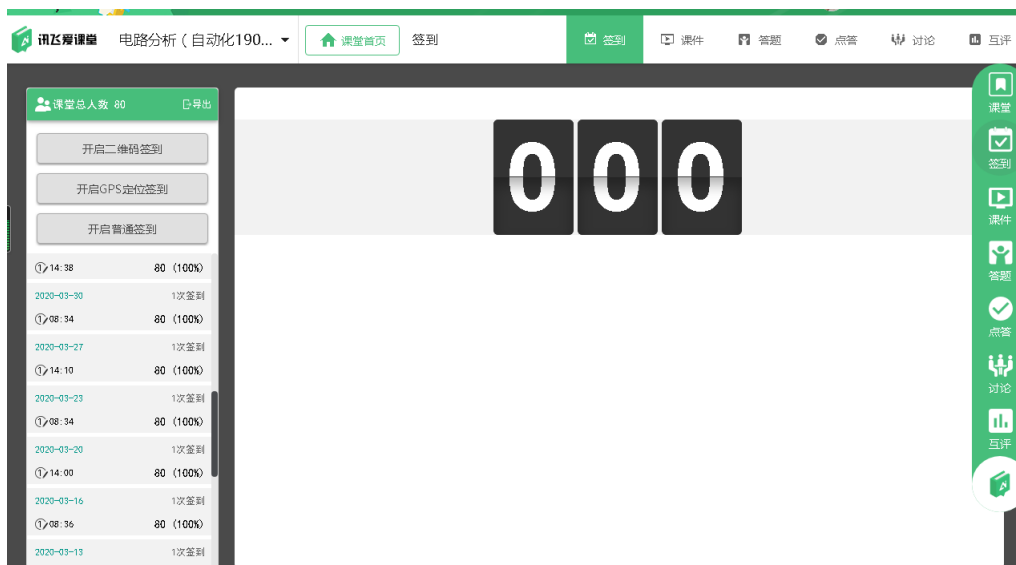 讯飞爱课堂 电路分析（自动化190... 课堂首页 签到 签到 课件 答题 点答 讨论 互评
课堂总人数 80 导出
开启二维码签到
开启GPS定位签到
开启普通签到
000
1 14:38 80 (100%)
2020-03-30 1次签到
1 08:34 80 (100%)
2020-03-27 1次签到
1 14:10 80 (100%)
2020-03-23 1次签到
1 08:34 80 (100%)
2020-03-20 1次签到
1 14:00 80 (100%)
2020-03-16 1次签到
1 08:36 80 (100%)
2020-03-13 1次签到
课堂
签到
课件
答题
点答
讨论
互评